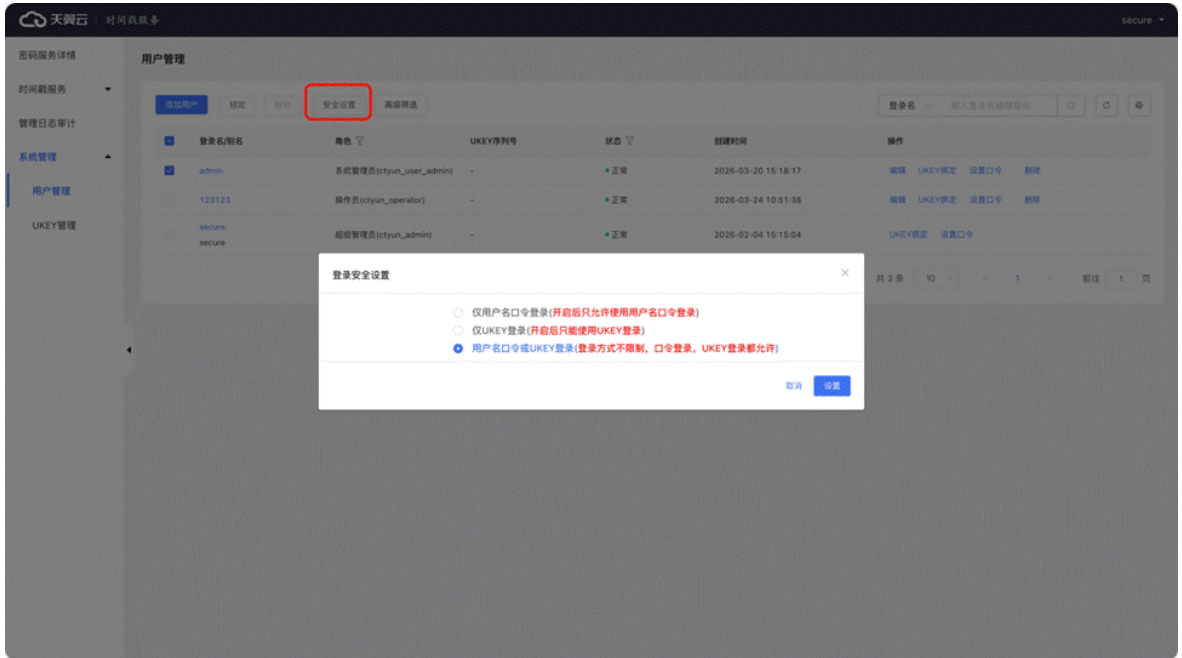 天翼云 时间戳服务 secure
密码服务详情
时间戳服务
管理日志审计
系统管理
用户管理
UKEY管理
用户管理
添加用户 锁定 安全设置 高级筛选 登录名 输入登录名模糊查询
登录名/别名 角色 UKEY序列号 状态 创建时间 操作
admin 系统管理员(ctyun_user_admin) - 正常 2026-03-20 15:18:17 编辑 UKEY绑定 设置口令 删除
123123 操作员(ctyun_operator) - 正常 2026-03-24 10:51:38 编辑 UKEY绑定 设置口令 删除
secure
secure 超级管理员(ctyun_admin) - 正常 2026-02-04 15:15:04 UKEY绑定 设置口令
共 3 条 10 < 1 > 前往 1 页
登录安全设置
仅用户名口令登录(开启后只允许使用用户名口令登录)
仅UKEY登录(开启后只能使用UKEY登录)
用户名口令或UKEY登录(登录方式不限制，口令登录，UKEY登录都允许)
取消 设置